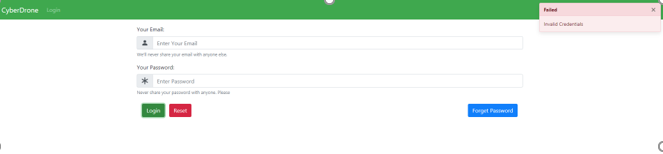 CyberDrone Login
Failed ×
Invalid Credentials
Your Email:
Enter Your Email
We'll never share your email with anyone else.
Your Password:
Enter Password
Never share your password with anyone. Please
Login Reset Forget Password